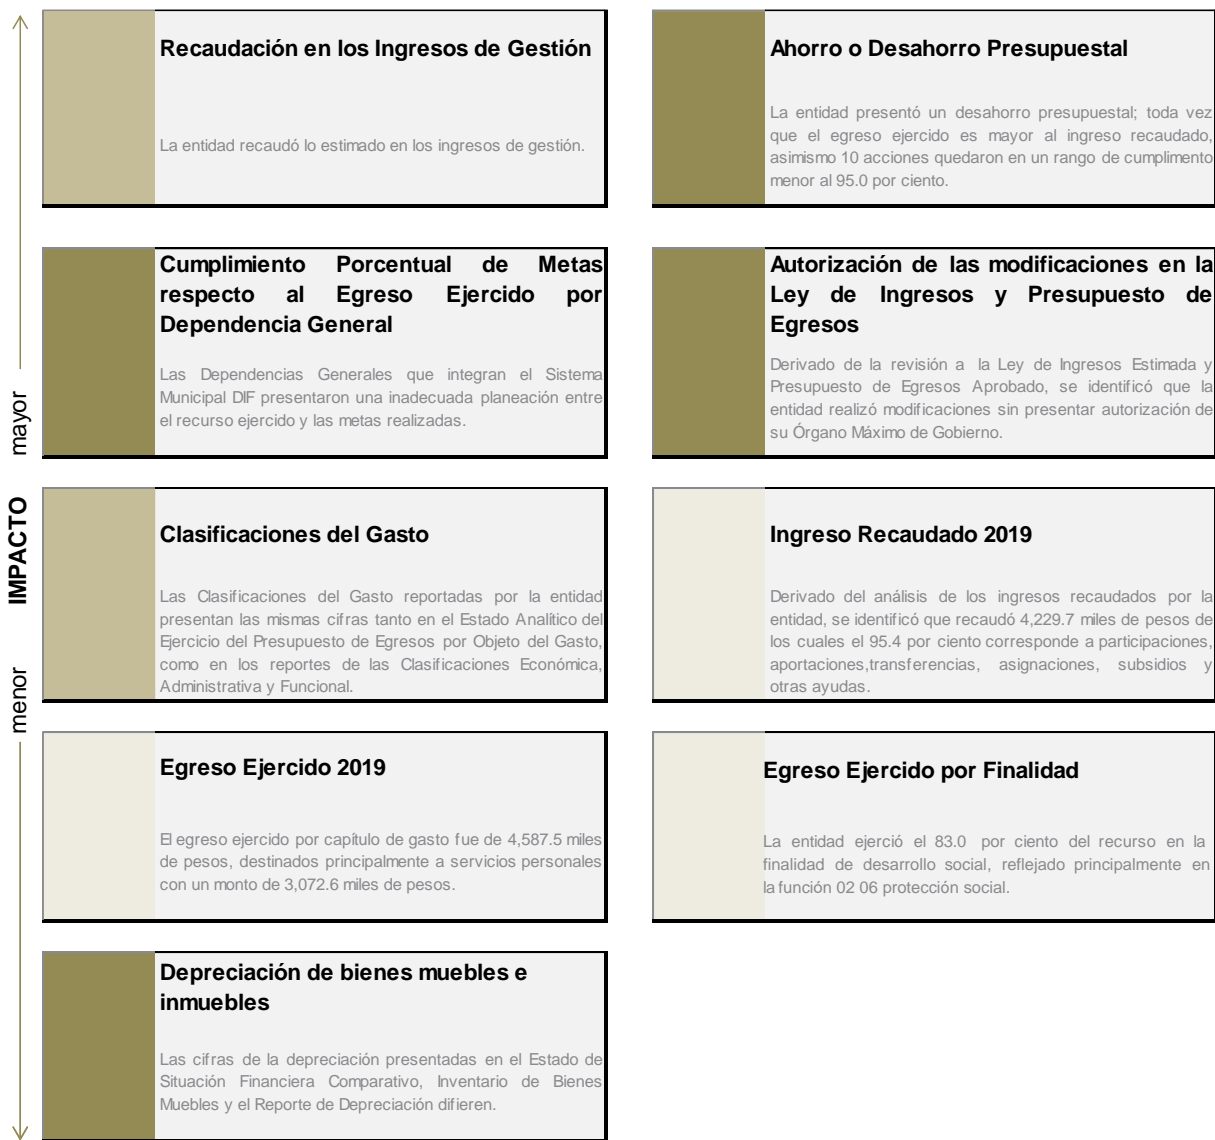 mayor
IMPACTO
menor
Recaudación en los Ingresos de Gestión
La entidad recaudó lo estimado en los ingresos de gestión.
Ahorro o Desahorro Presupuestal
La entidad presentó un desahorro presupuestal; toda vez
que el egreso ejercido es mayor al ingreso recaudado,
asimismo 10 acciones quedaron en un rango de cumplimento
menor al 95.0 por ciento.
Cumplimiento Porcentual de Metas
respecto al Egreso Ejercido por
Dependencia General
Las Dependencias Generales que integran el Sistema
Municipal DIF presentaron una inadecuada planeación entre
el recurso ejercido y las metas realizadas.
Autorización de las modificaciones en la
Ley de Ingresos y Presupuesto de
Egresos
Derivado de la revisión a la Ley de Ingresos Estimada y
Presupuesto de Egresos Aprobado, se identificó que la
entidad realizó modificaciones sin presentar autorización de
su Órgano Máximo de Gobierno.
Clasificaciones del Gasto
Las Clasificaciones del Gasto reportadas por la entidad
presentan las mismas cifras tanto en el Estado Analítico del
Ejercicio del Presupuesto de Egresos por Objeto del Gasto,
como en los reportes de las Clasificaciones Económica,
Administrativa y Funcional.
Ingreso Recaudado 2019
Derivado del análisis de los ingresos recaudados por la
entidad, se identificó que recaudó 4,229.7 miles de pesos de
los cuales el 95.4 por ciento corresponde a participaciones,
aportaciones,transferencias, asignaciones, subsidios y
otras ayudas.
Egreso Ejercido 2019
El egreso ejercido por capítulo de gasto fue de 4,587.5 miles
de pesos, destinados principalmente a servicios personales
con un monto de 3,072.6 miles de pesos.
Egreso Ejercido por Finalidad
La entidad ejerció el 83.0 por ciento del recurso en la
finalidad de desarrollo social, reflejado principalmente en
la función 02 06 protección social.
Depreciación de bienes muebles e
inmuebles
Las cifras de la depreciación presentadas en el Estado de
Situación Financiera Comparativo, Inventario de Bienes
Muebles y el Reporte de Depreciación difieren.